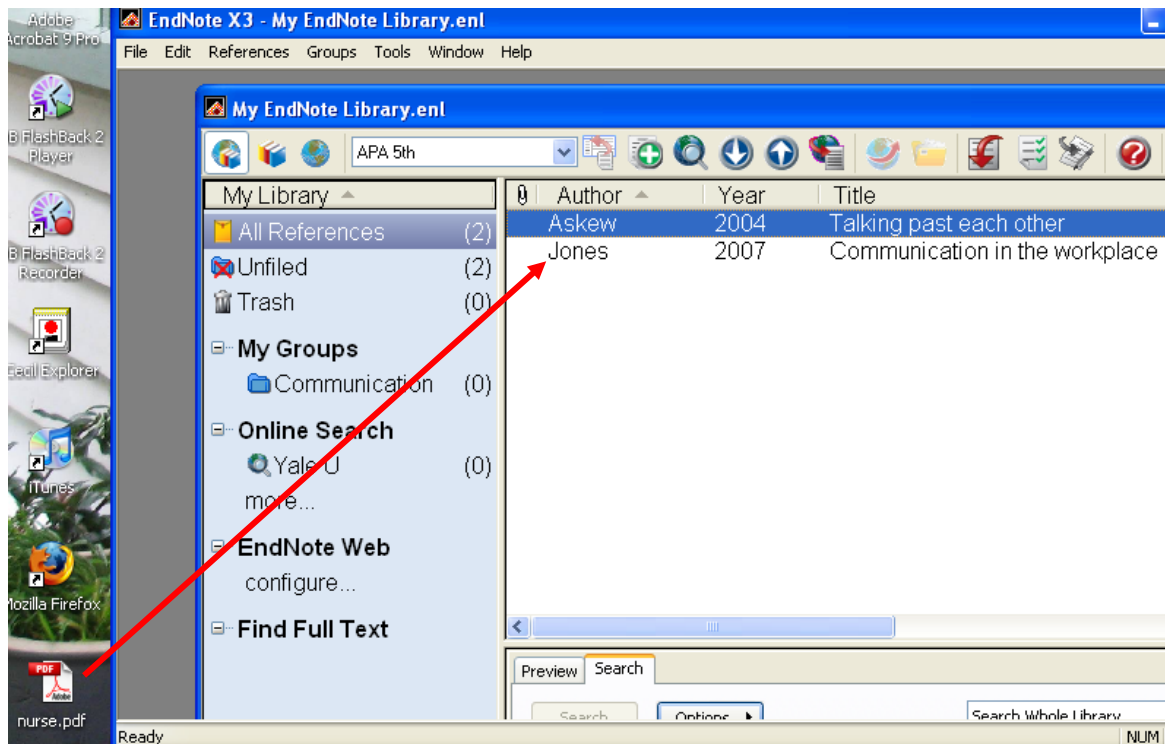 Adobe
Acrobat 9 Pro
B FlashBack 2
Player
B FlashBack 2
Recorder
Cecil Explorer
iTunes
Mozilla Firefox
PDF
Adobe
nurse.pdf
EndNote X3 - My EndNote Library.enl
File Edit References Groups Tools Window Help
My EndNote Library.enl
APA 5th
My Library
All References (2)
Unfiled (2)
Trash (0)
My Groups
Communication (0)
Online Search
Yale U (0)
more...
EndNote Web
configure...
Find Full Text
Author Year Title
Askew 2004 Talking past each other
Jones 2007 Communication in the workplace
Preview Search
Search Options Search Whole Library
Ready NUM